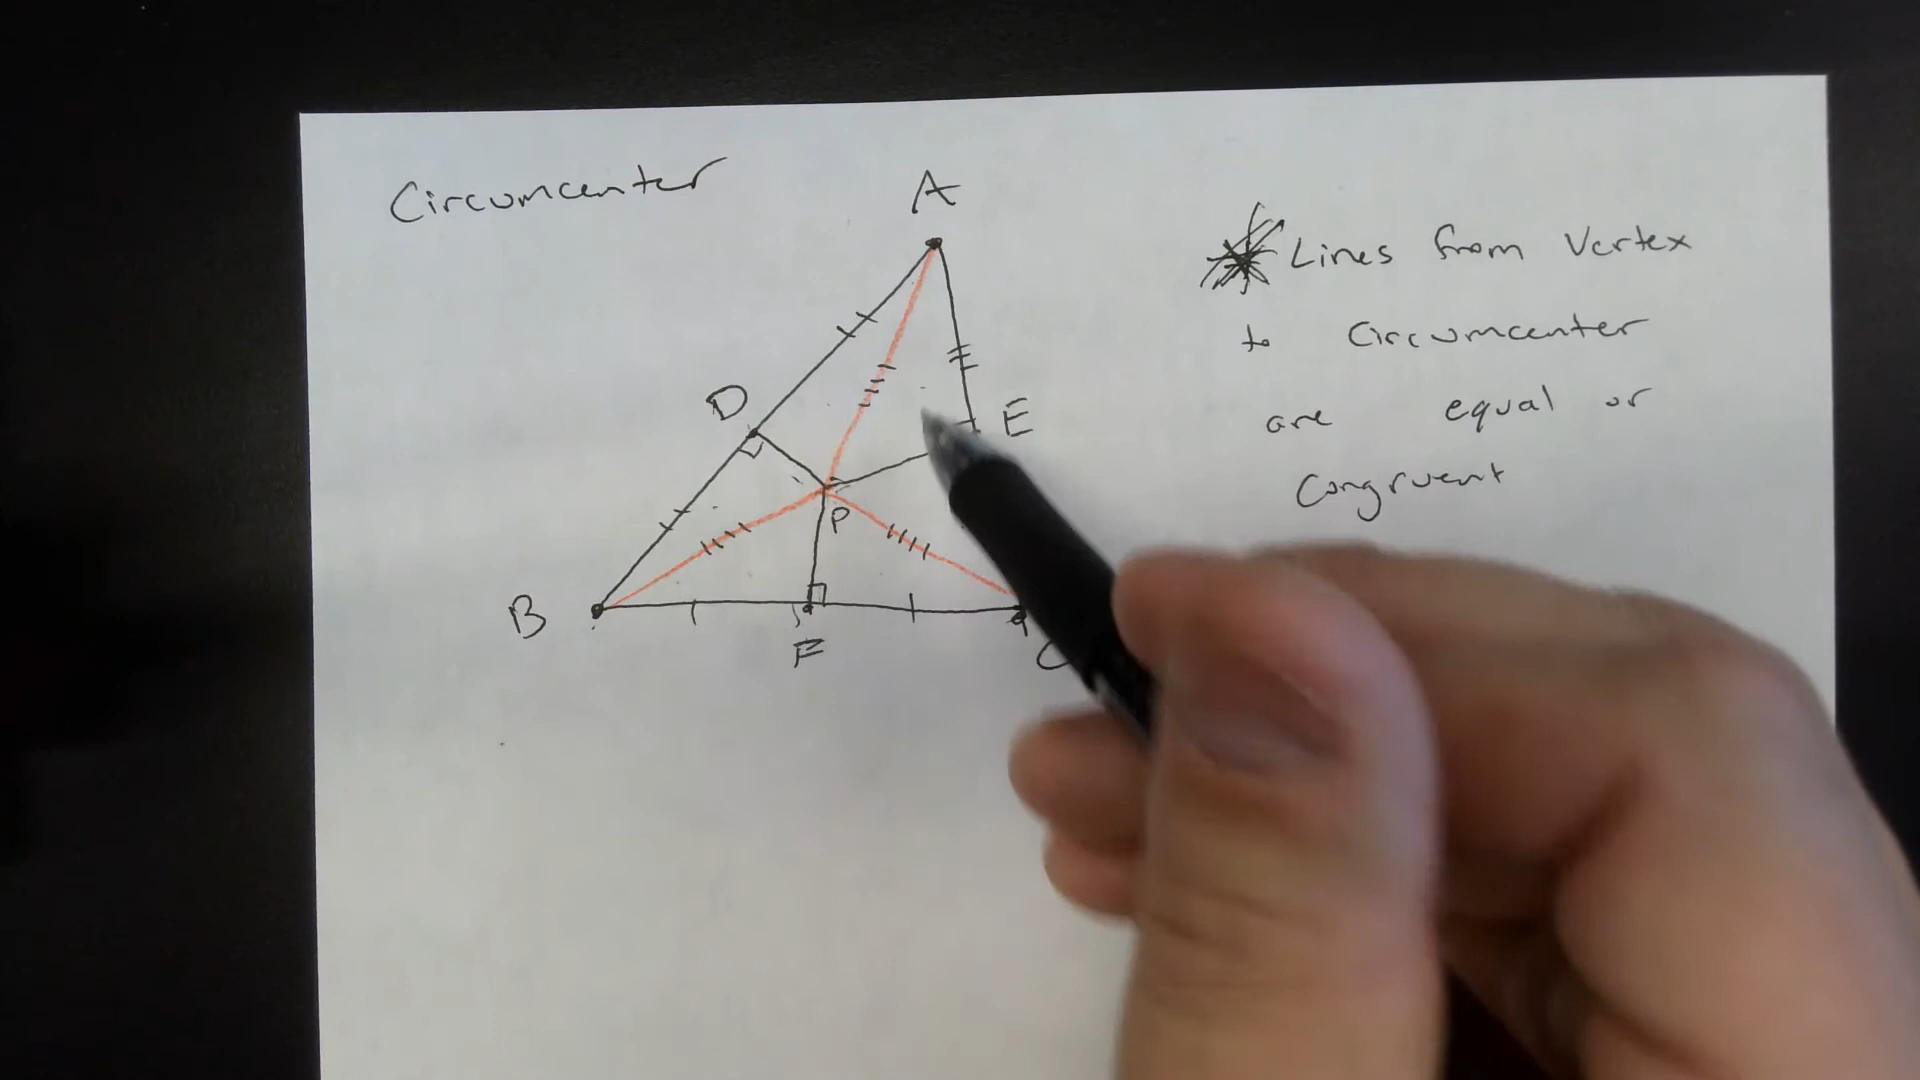 Circumcenter
A
* Lines from Vertex
to Circumcenter
are equal or
Congruent
D
E
P
B
F
C